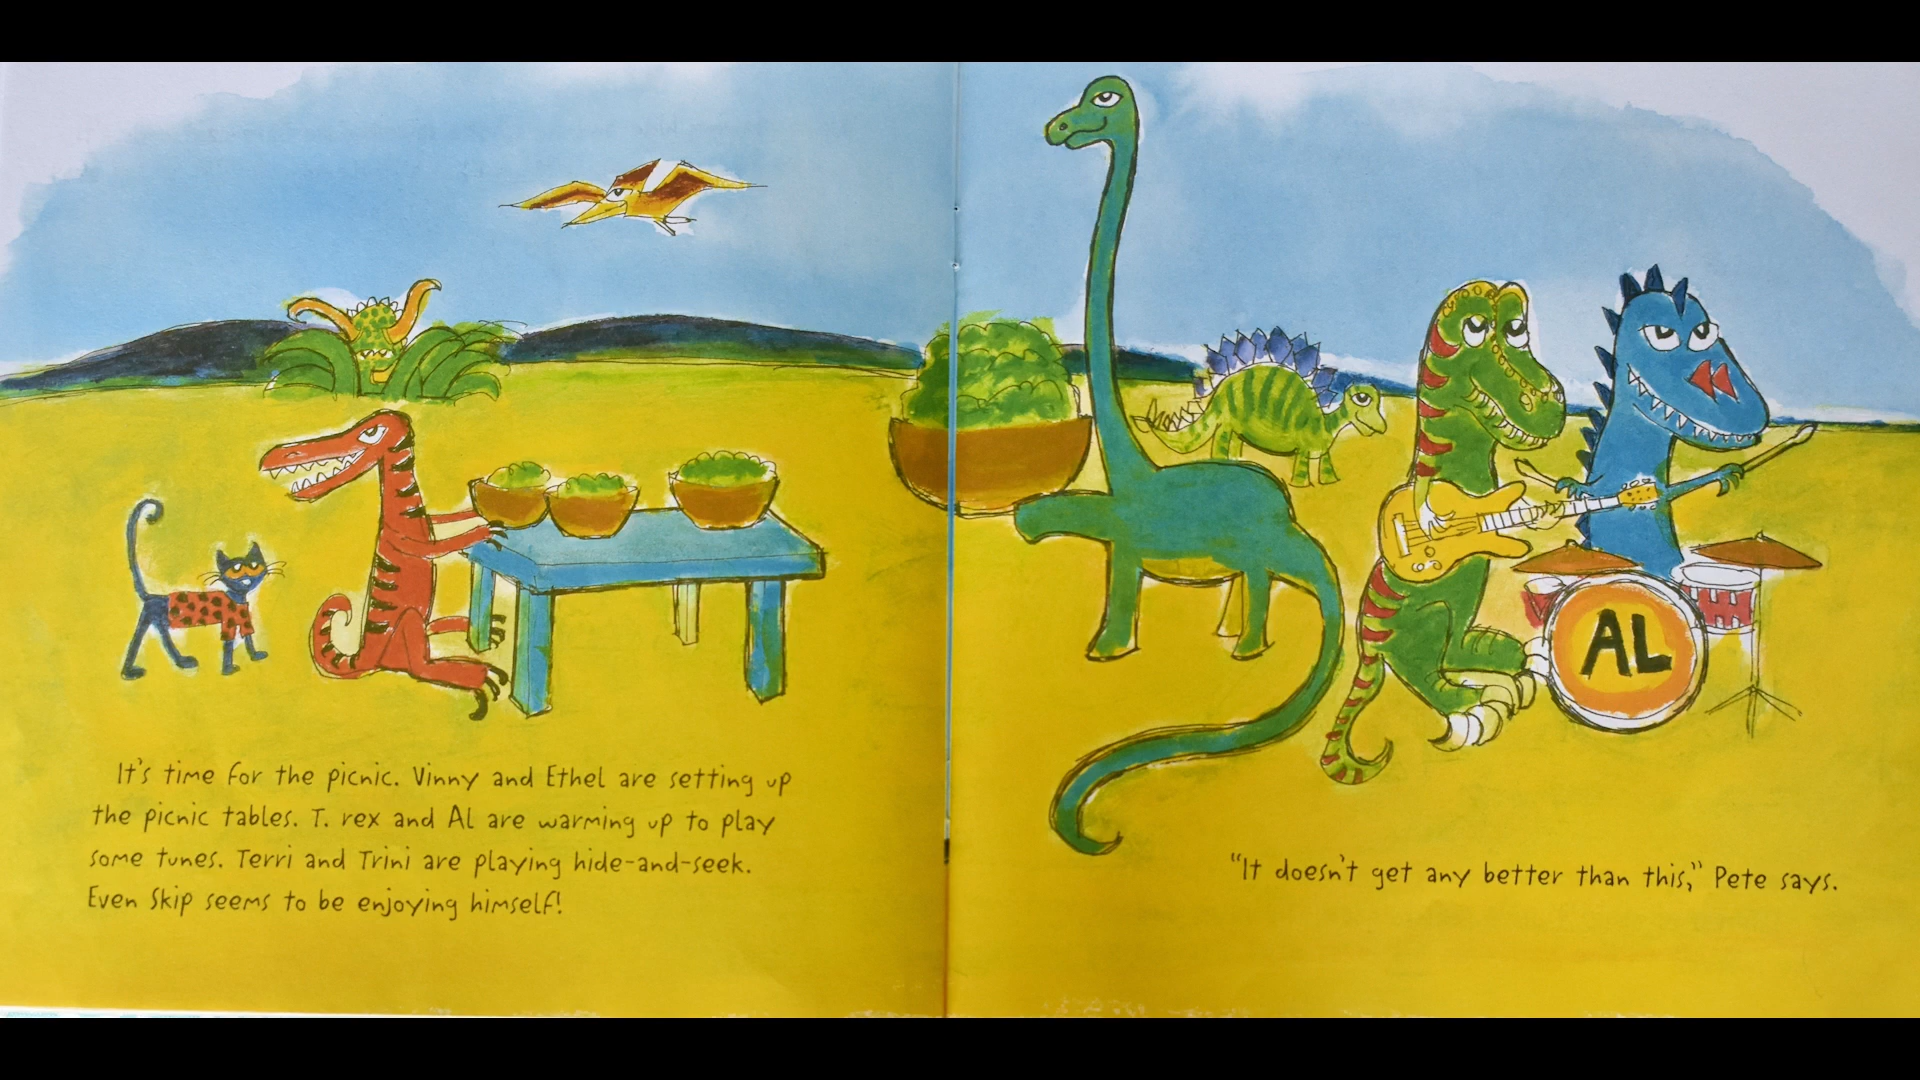 It's time for the picnic. Vinny and Ethel are setting up
the picnic tables. T. rex and Al are warming up to play
some tunes. Terri and Trini are playing hide-and-seek.
Even Skip seems to be enjoying himself!
AL
"It doesn't get any better than this," Pete says.